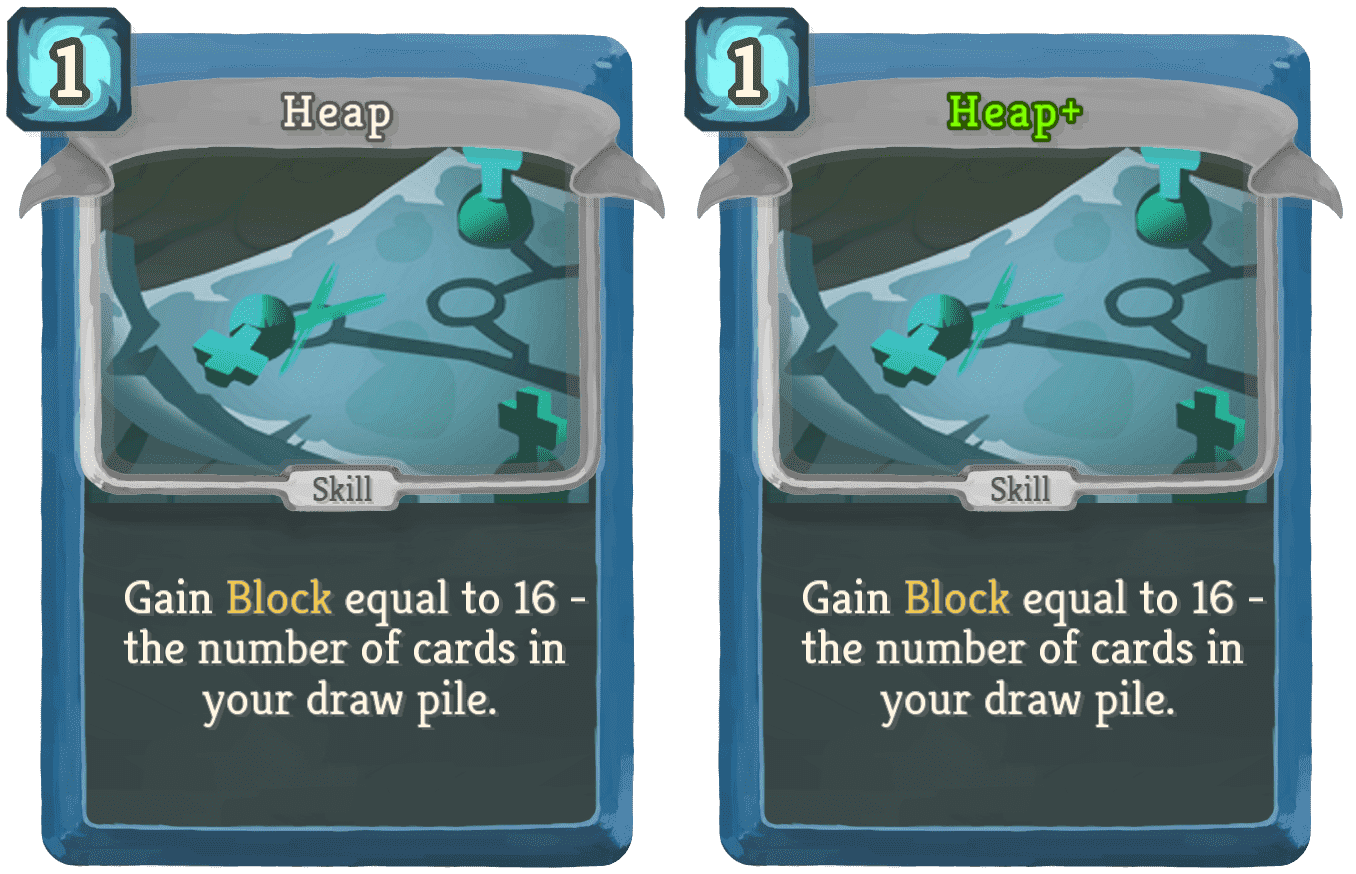 1
Heap
Skill
Gain Block equal to 16 -
the number of cards in
your draw pile.
1
Heap+
Skill
Gain Block equal to 16 -
the number of cards in
your draw pile.